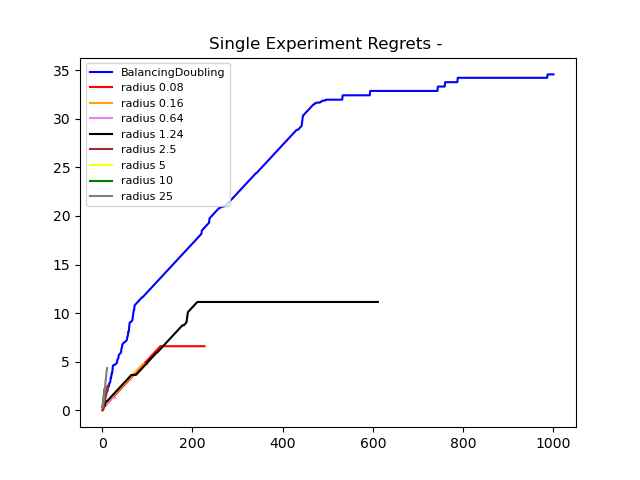 Single Experiment Regrets -
BalancingDoubling
radius 0.08
radius 0.16
radius 0.64
radius 1.24
radius 2.5
radius 5
radius 10
radius 25
35
30
25
20
15
10
5
0
0 200 400 600 800 1000